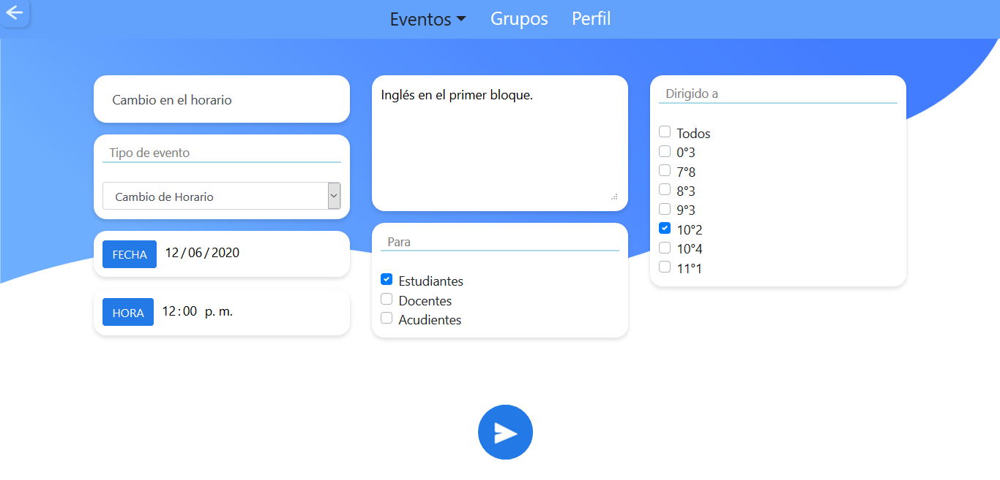 Eventos Grupos Perfil
Cambio en el horario
Tipo de evento
Cambio de Horario
FECHA 12/06/2020
HORA 12:00 p. m.
Inglés en el primer bloque.
Para
Estudiantes
Docentes
Acudientes
Dirigido a
Todos
0°3
7°8
8°3
9°3
10°2
10°4
11°1